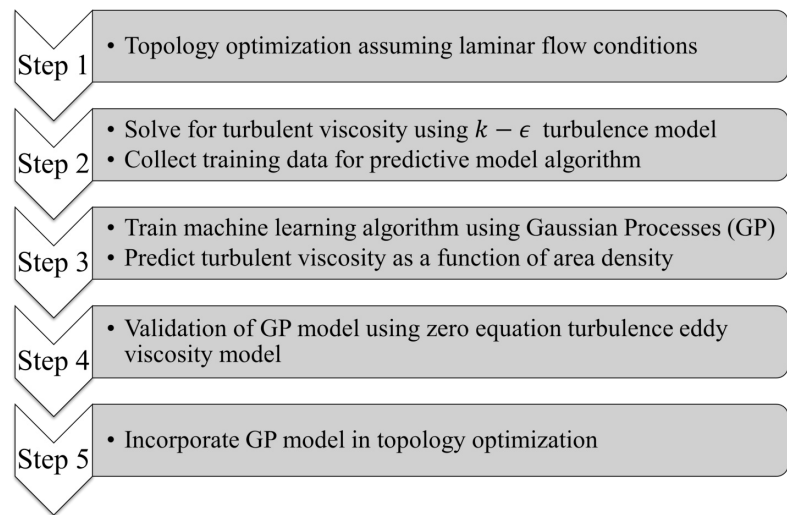 Step 1
• Topology optimization assuming laminar flow conditions
Step 2
• Solve for turbulent viscosity using k − ϵ turbulence model
• Collect training data for predictive model algorithm
Step 3
• Train machine learning algorithm using Gaussian Processes (GP)
• Predict turbulent viscosity as a function of area density
Step 4
• Validation of GP model using zero equation turbulence eddy
viscosity model
Step 5
• Incorporate GP model in topology optimization